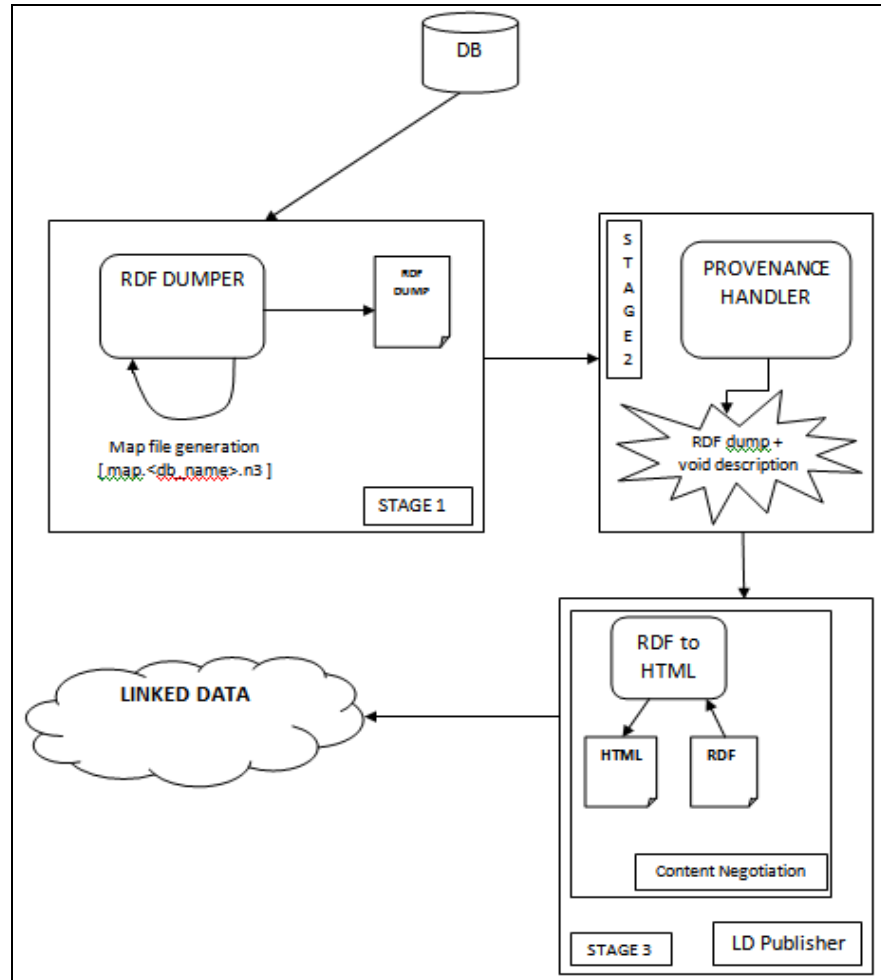 DB
RDF DUMPER
RDF
DUMP
Map file generation
[ map.<db_name>.n3 ]
STAGE 1
S
T
A
G
E
2
PROVENANCE
HANDLER
RDF dump +
void description
RDF to
HTML
HTML
RDF
Content Negotiation
STAGE 3
LD Publisher
LINKED DATA